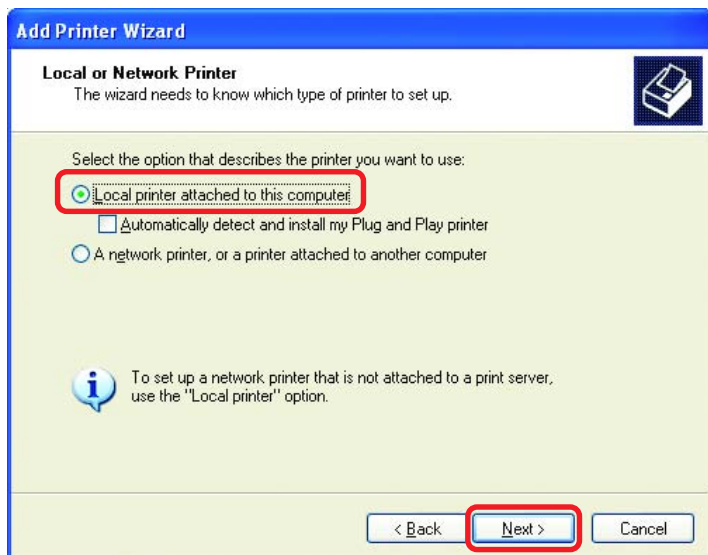 Add Printer Wizard
Local or Network Printer
The wizard needs to know which type of printer to set up.
Select the option that describes the printer you want to use:
Local printer attached to this computer
Automatically detect and install my Plug and Play printer
A network printer, or a printer attached to another computer
To set up a network printer that is not attached to a print server,
use the "Local printer" option.
< Back Next > Cancel